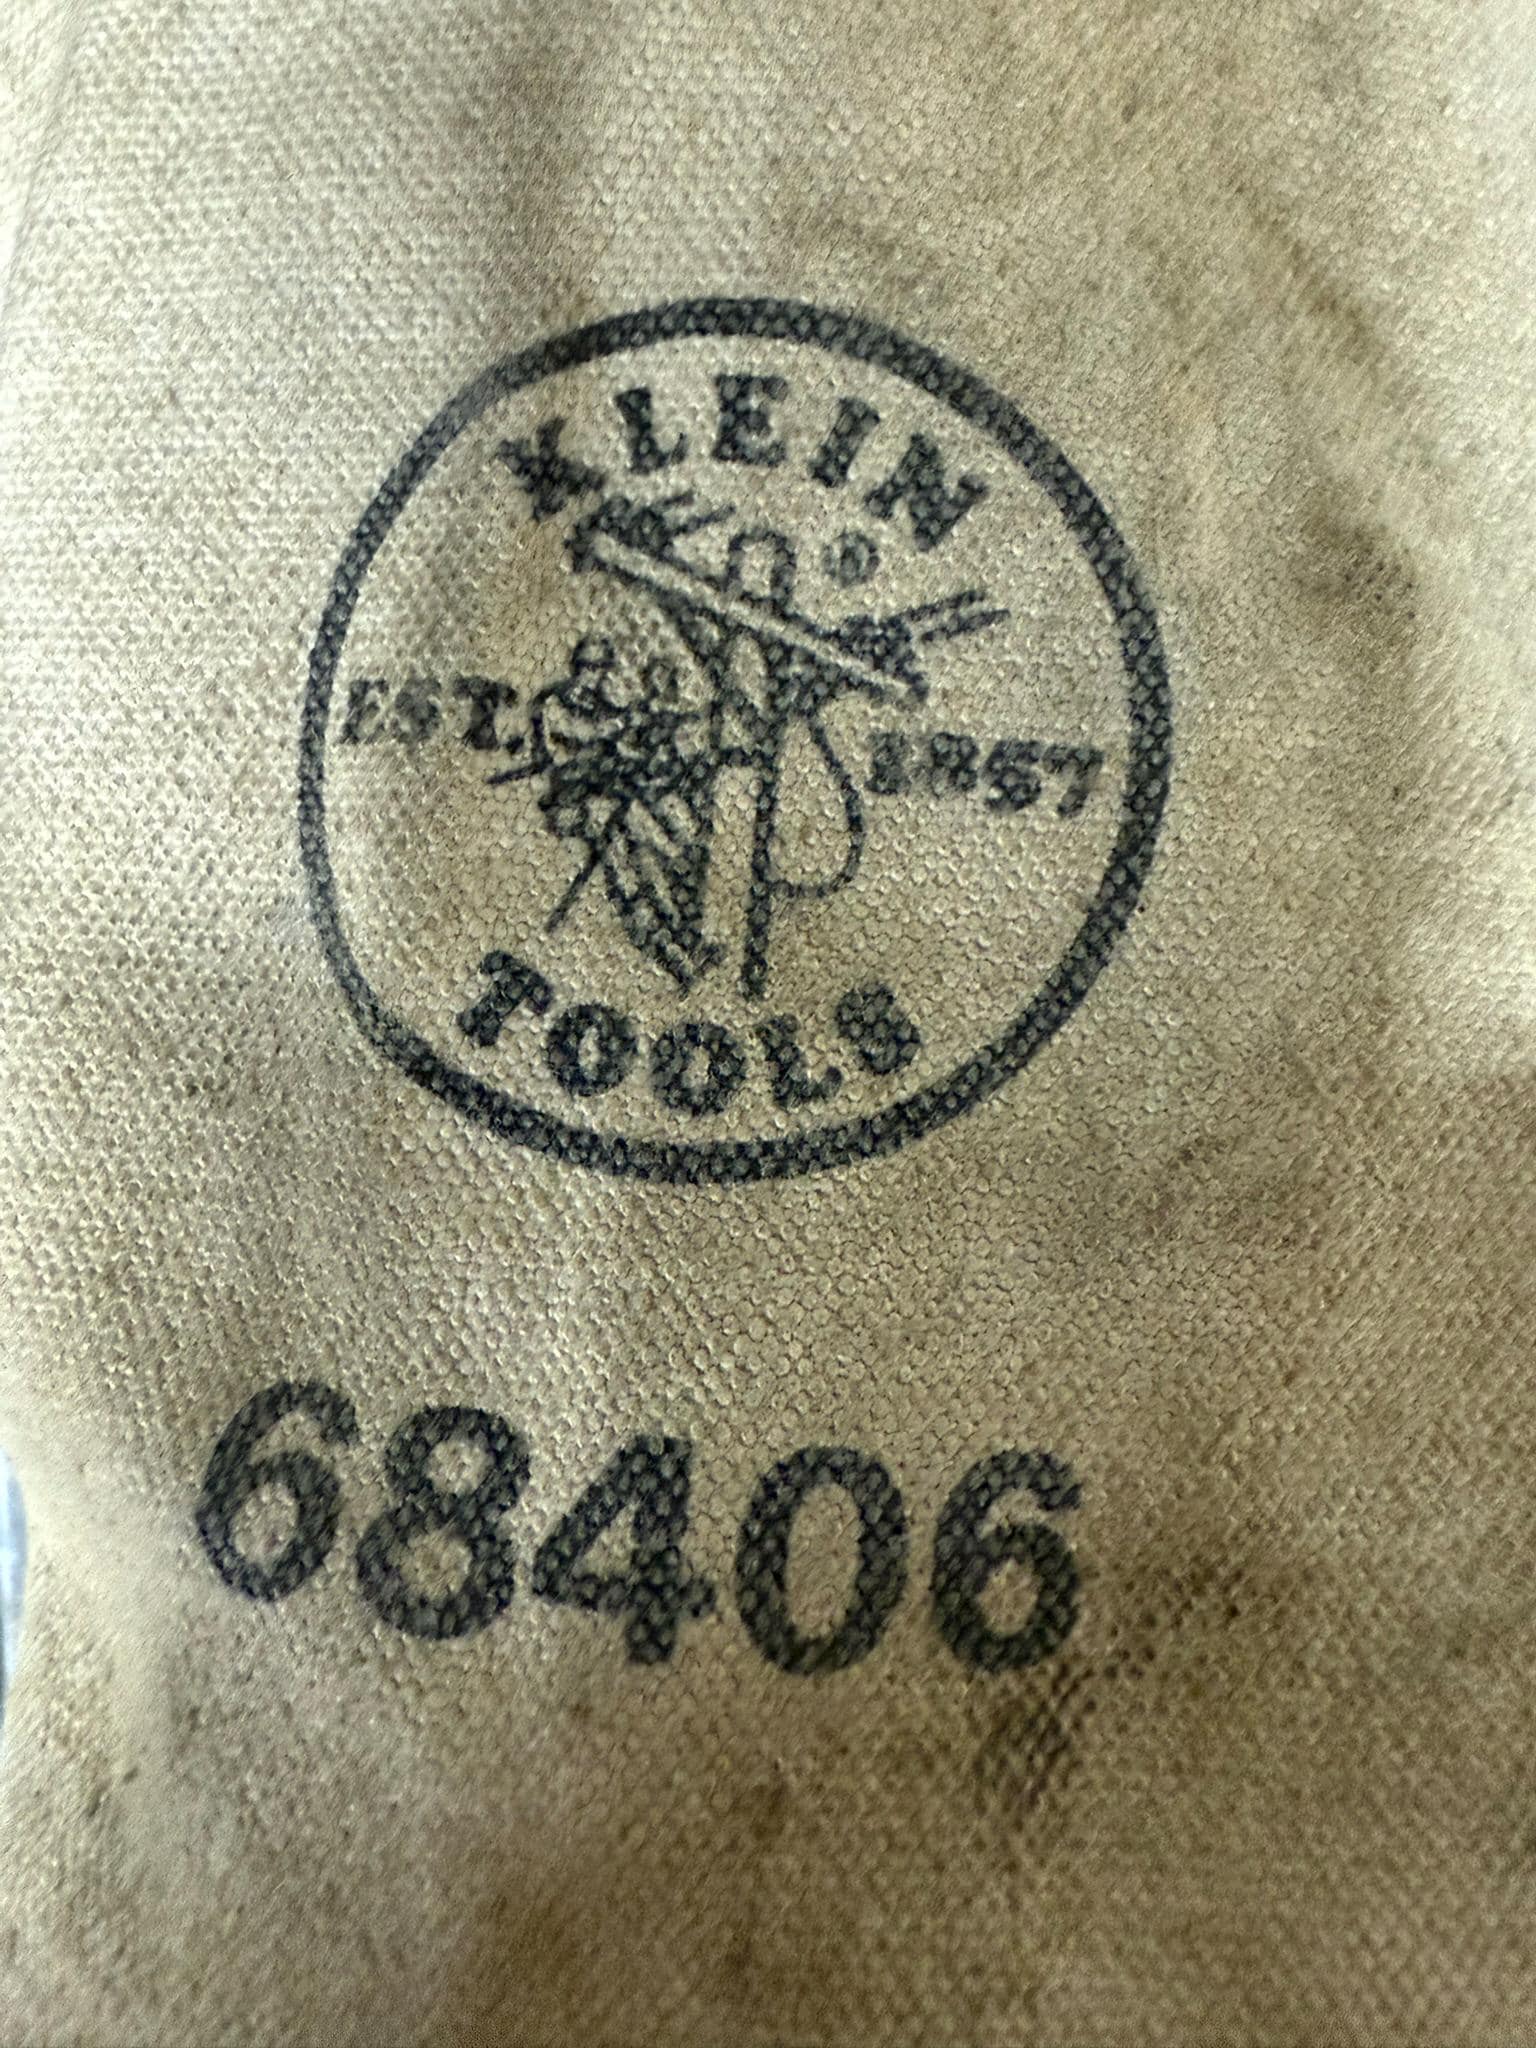 KLEIN
®
EST. 1857
TOOLS
68406